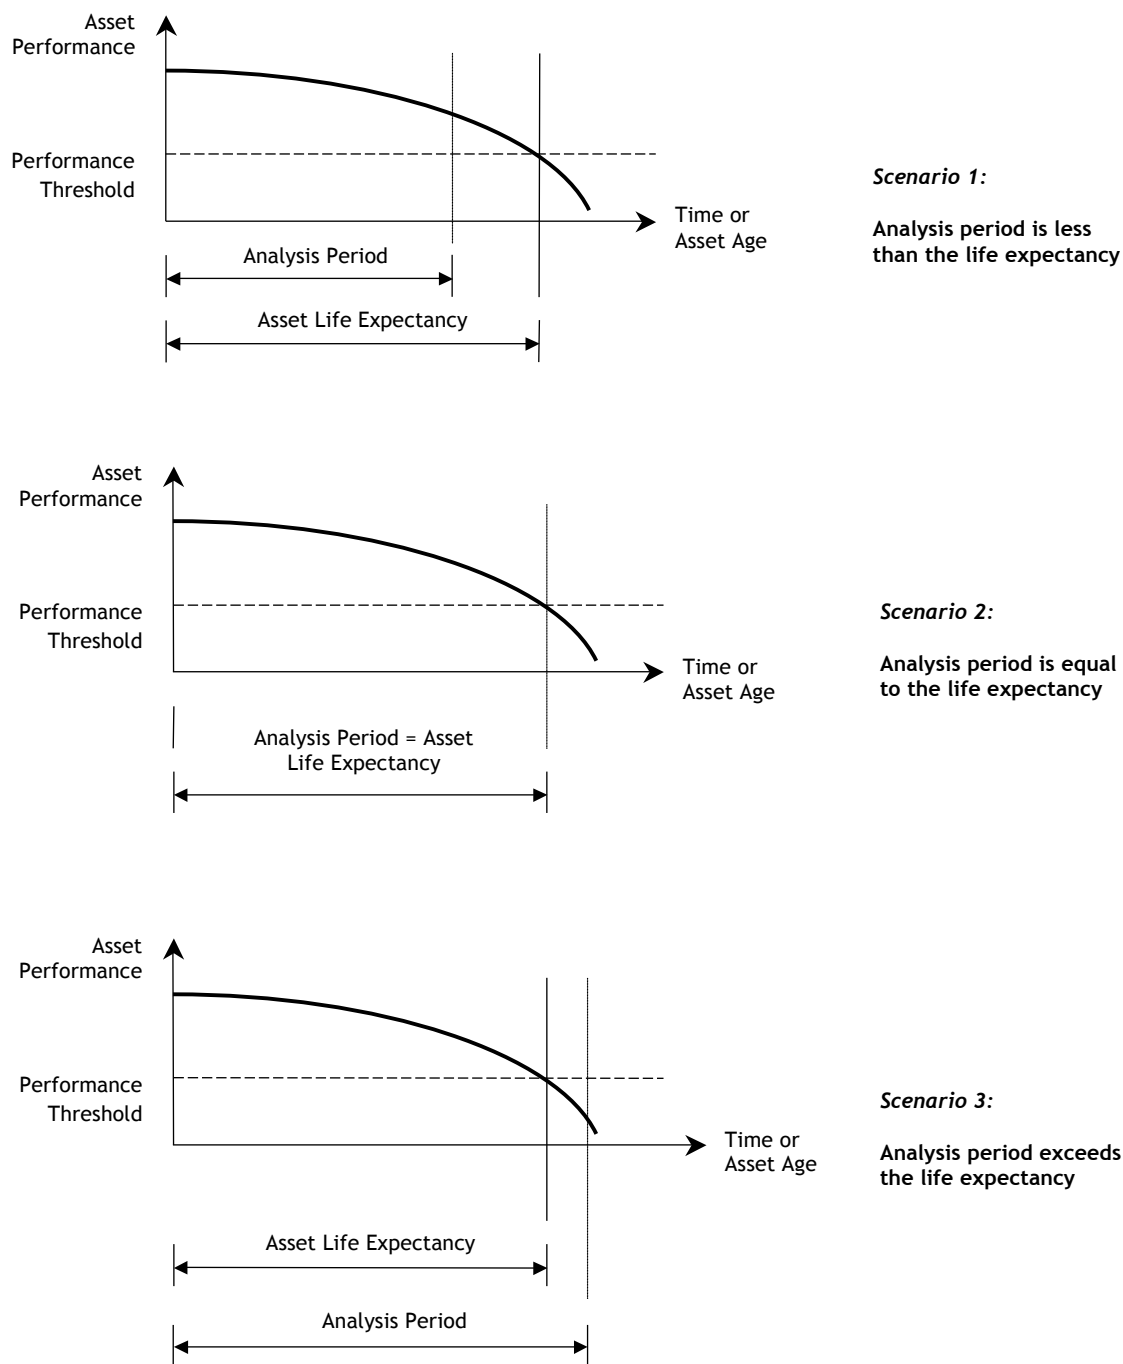 Asset
Performance
Performance
Threshold
Time or
Asset Age
Analysis Period
Asset Life Expectancy
Scenario 1:
Analysis period is less
than the life expectancy
Asset
Performance
Performance
Threshold
Time or
Asset Age
Analysis Period = Asset
Life Expectancy
Scenario 2:
Analysis period is equal
to the life expectancy
Asset
Performance
Performance
Threshold
Time or
Asset Age
Asset Life Expectancy
Analysis Period
Scenario 3:
Analysis period exceeds
the life expectancy